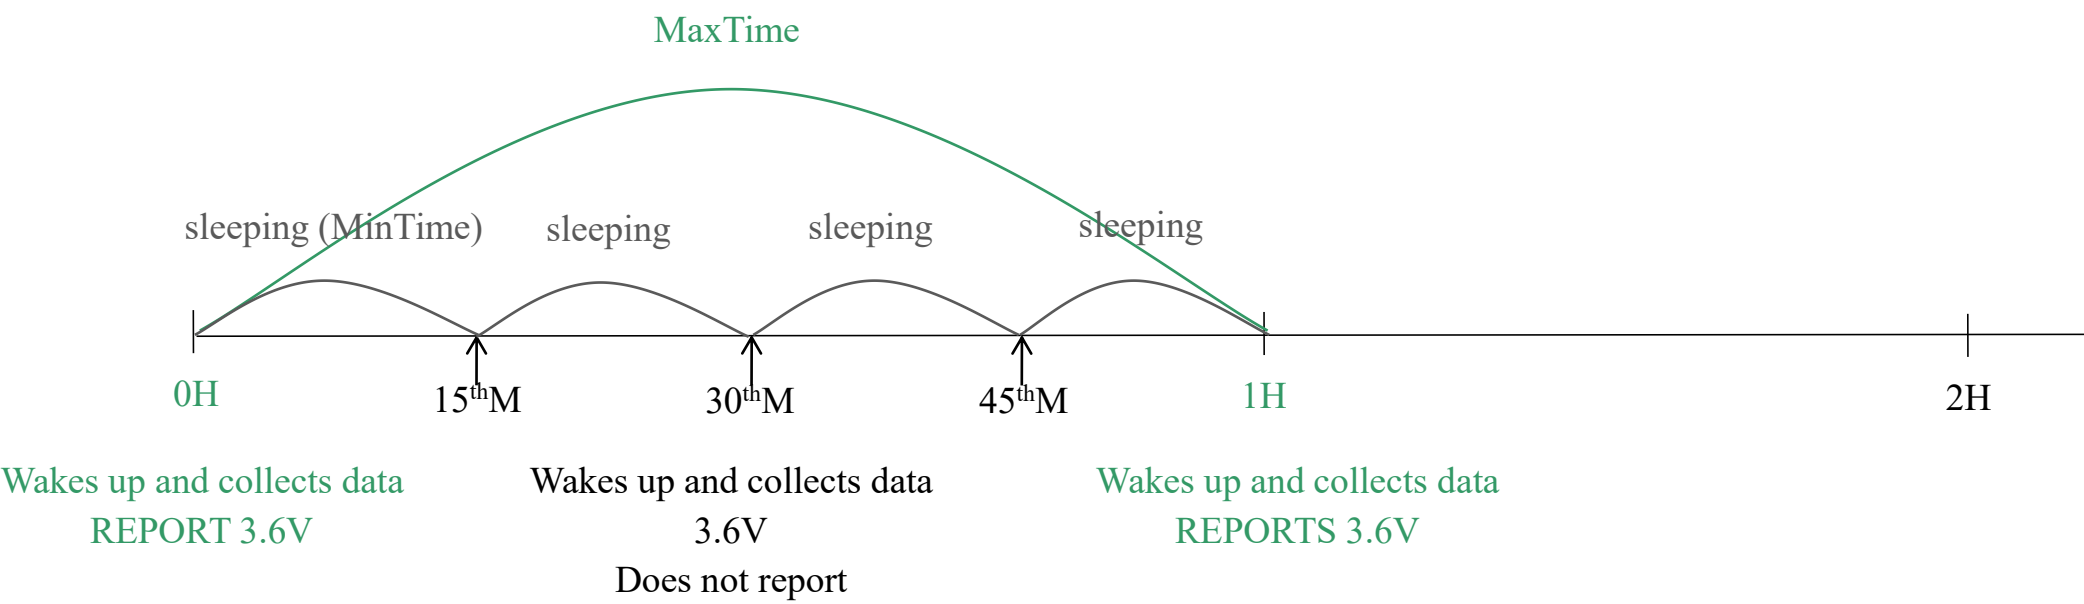 MaxTime
sleeping (MinTime)
sleeping
sleeping
sleeping
0H
15thM
30thM
45thM
1H
2H
Wakes up and collects data
REPORT 3.6V
Wakes up and collects data
3.6V
Does not report
Wakes up and collects data
REPORTS 3.6V